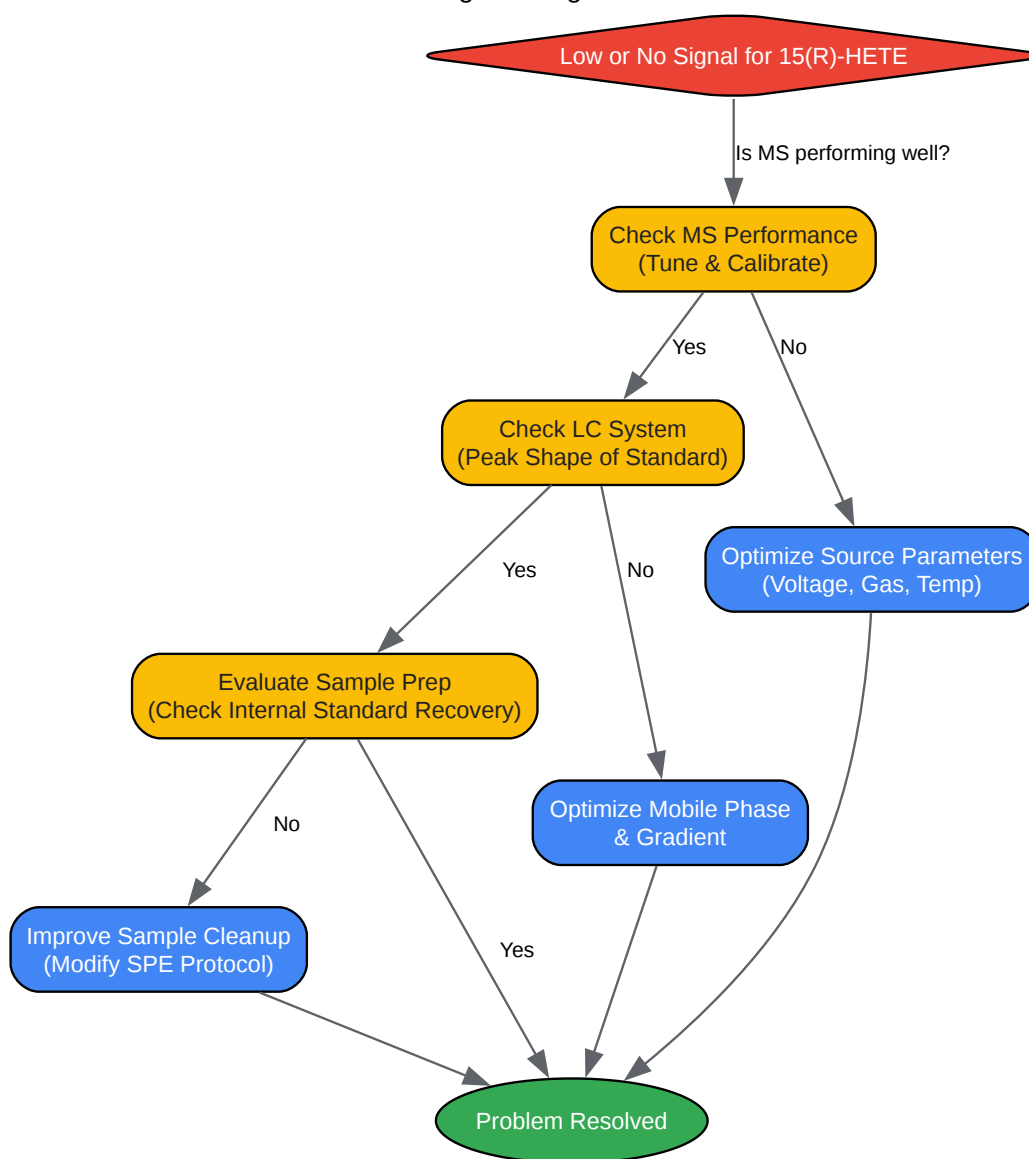 Low or No Signal for 15(R)-HETE
Is MS performing well?
Check MS Performance
(Tune & Calibrate)
Yes
No
Check LC System
(Peak Shape of Standard)
Optimize Source Parameters
(Voltage, Gas, Temp)
Yes
No
Evaluate Sample Prep
(Check Internal Standard Recovery)
Optimize Mobile Phase
& Gradient
No
Yes
Improve Sample Cleanup
(Modify SPE Protocol)
Problem Resolved